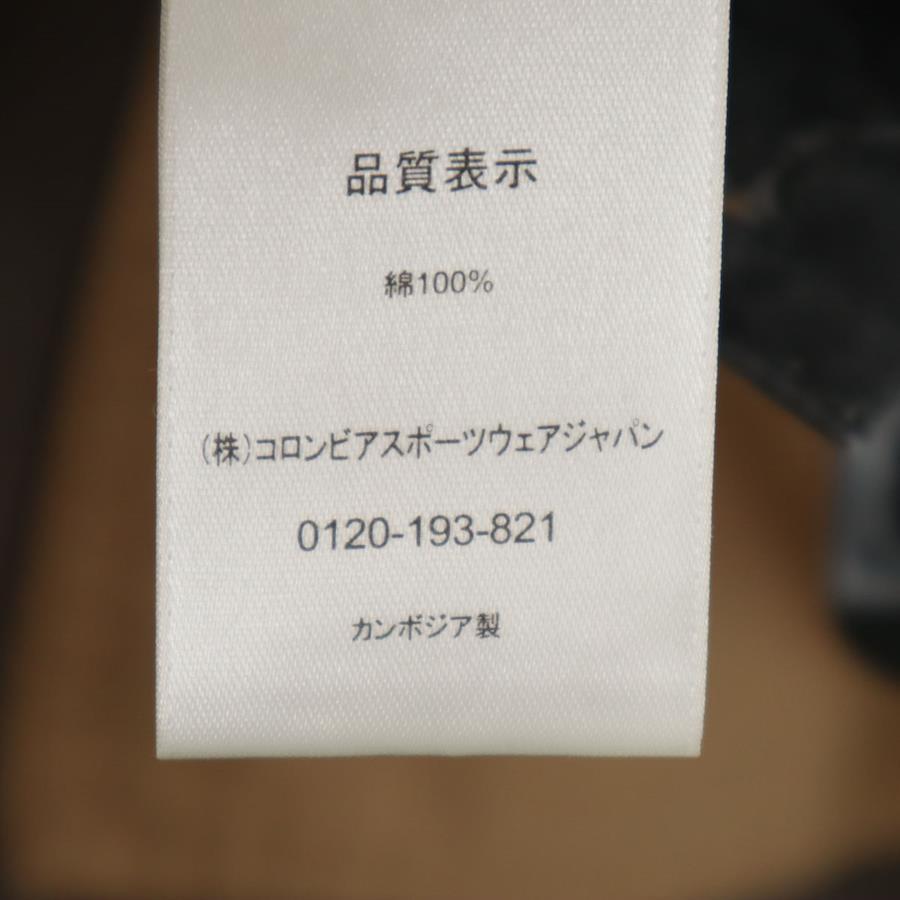 品質表示
綿100%
(株)コロンビアスポーツウェアジャパン
0120-193-821
カンボジア製